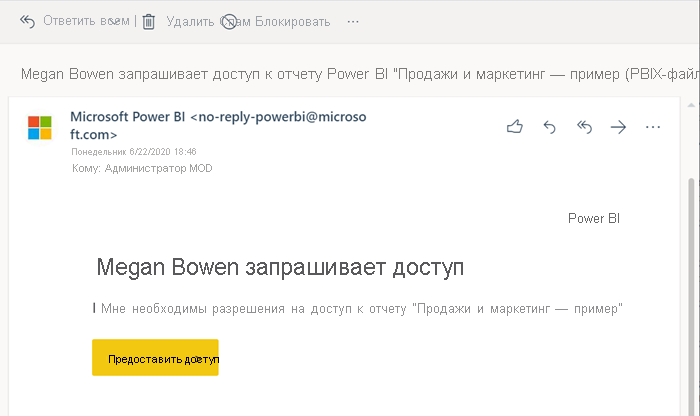 Ответить всем | Удалить Спам Блокировать ...
Megan Bowen запрашивает доступ к отчету Power BI "Продажи и маркетинг — пример (PBIX-файл
Microsoft Power BI <no-reply-powerbi@microso
ft.com>
Понедельник 6/22/2020 18:46
Кому: Администратор MOD
Power BI
Megan Bowen запрашивает доступ
Мне необходимы разрешения на доступ к отчету "Продажи и маркетинг — пример"
Предоставить доступ